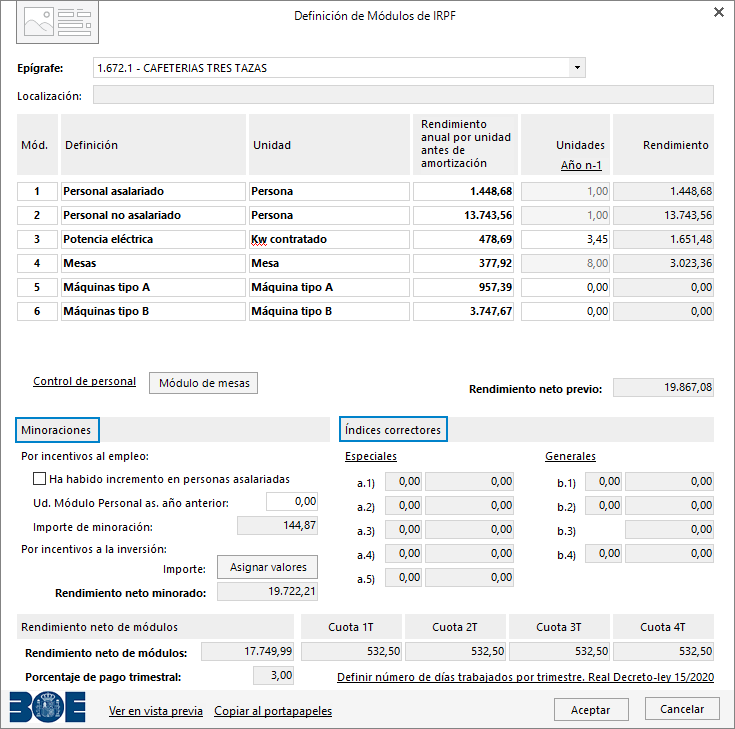 Definición de Módulos de IRPF
Epígrafe: 1.672.1 - CAFETERIAS TRES TAZAS
Localización:
Mód. Definición Unidad Rendimiento anual por unidad antes de amortización Unidades Año n-1 Rendimiento
1 Personal asalariado Persona 1.448,68 1,00 1.448,68
2 Personal no asalariado Persona 13.743,56 1,00 13.743,56
3 Potencia eléctrica Kw contratado 478,69 3,45 1.651,48
4 Mesas Mesa 377,92 8,00 3.023,36
5 Máquinas tipo A Máquina tipo A 957,39 0,00 0,00
6 Máquinas tipo B Máquina tipo B 3.747,67 0,00 0,00
Control de personal Módulo de mesas
Rendimiento neto previo: 19.867,08
Minoraciones
Por incentivos al empleo:
Ha habido incremento en personas asalariadas
Ud. Módulo Personal as. año anterior: 0,00
Importe de minoración: 144,87
Por incentivos a la inversión:
Importe: Asignar valores
Rendimiento neto minorado: 19.722,21
Índices correctores
Especiales
a.1) 0,00 0,00
a.2) 0,00 0,00
a.3) 0,00 0,00
a.4) 0,00 0,00
a.5) 0,00 0,00
Generales
b.1) 0,00 0,00
b.2) 0,00 0,00
b.3) 0,00
b.4) 0,00 0,00
Rendimiento neto de módulos Cuota 1T Cuota 2T Cuota 3T Cuota 4T
Rendimiento neto de módulos: 17.749,99 532,50 532,50 532,50 532,50
Porcentaje de pago trimestral: 3,00 Definir número de días trabajados por trimestre. Real Decreto-ley 15/2020
BOE Ver en vista previa Copiar al portapapeles Aceptar Cancelar